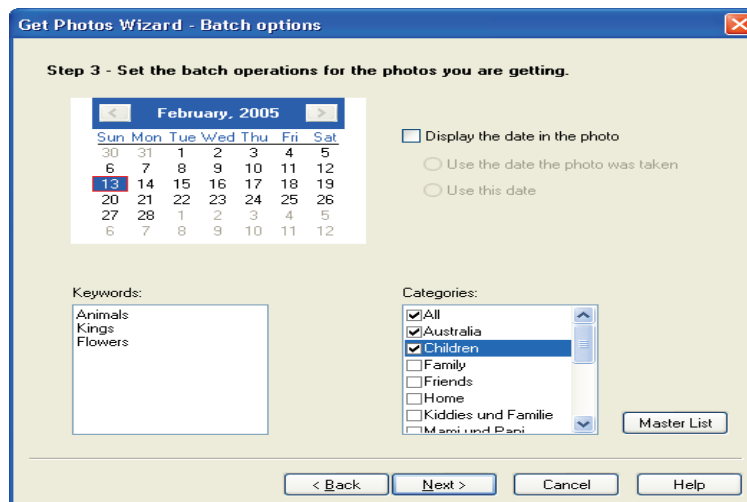 Get Photos Wizard - Batch options
Step 3 - Set the batch operations for the photos you are getting.
< February, 2005 >
Sun Mon Tue Wed Thu Fri Sat
30 31 1 2 3 4 5
6 7 8 9 10 11 12
13 14 15 16 17 18 19
20 21 22 23 24 25 26
27 28 1 2 3 4 5
6 7 8 9 10 11 12
Display the date in the photo
Use the date the photo was taken
Use this date
Keywords:
Animals
Kings
Flowers
Categories:
All
Australia
Children
Family
Friends
Home
Kiddies und Familie
Mami und Papi
Master List
< Back
Next >
Cancel
Help